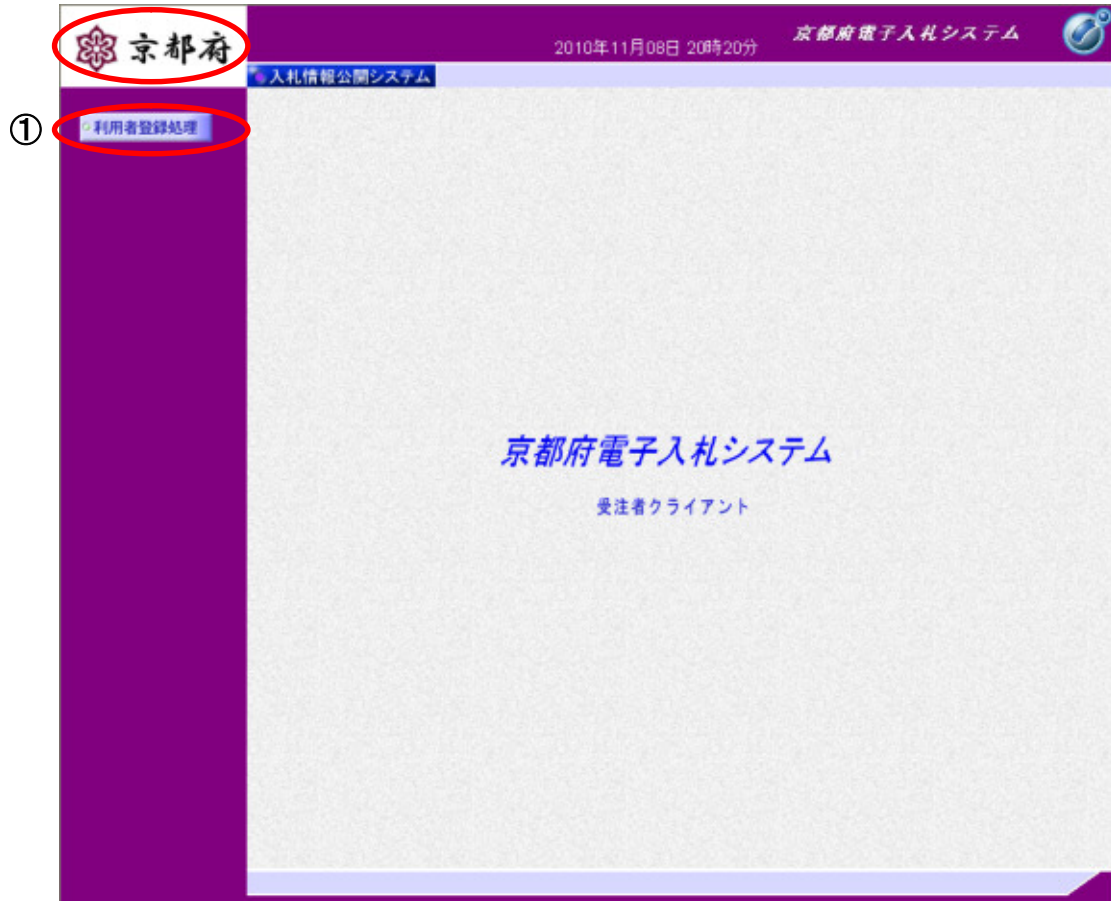 京都府
2010年11月08日 20時20分
京都府電子入札システム
入札情報公開システム
①
利用者登録処理
京都府電子入札システム
受注者クライアント